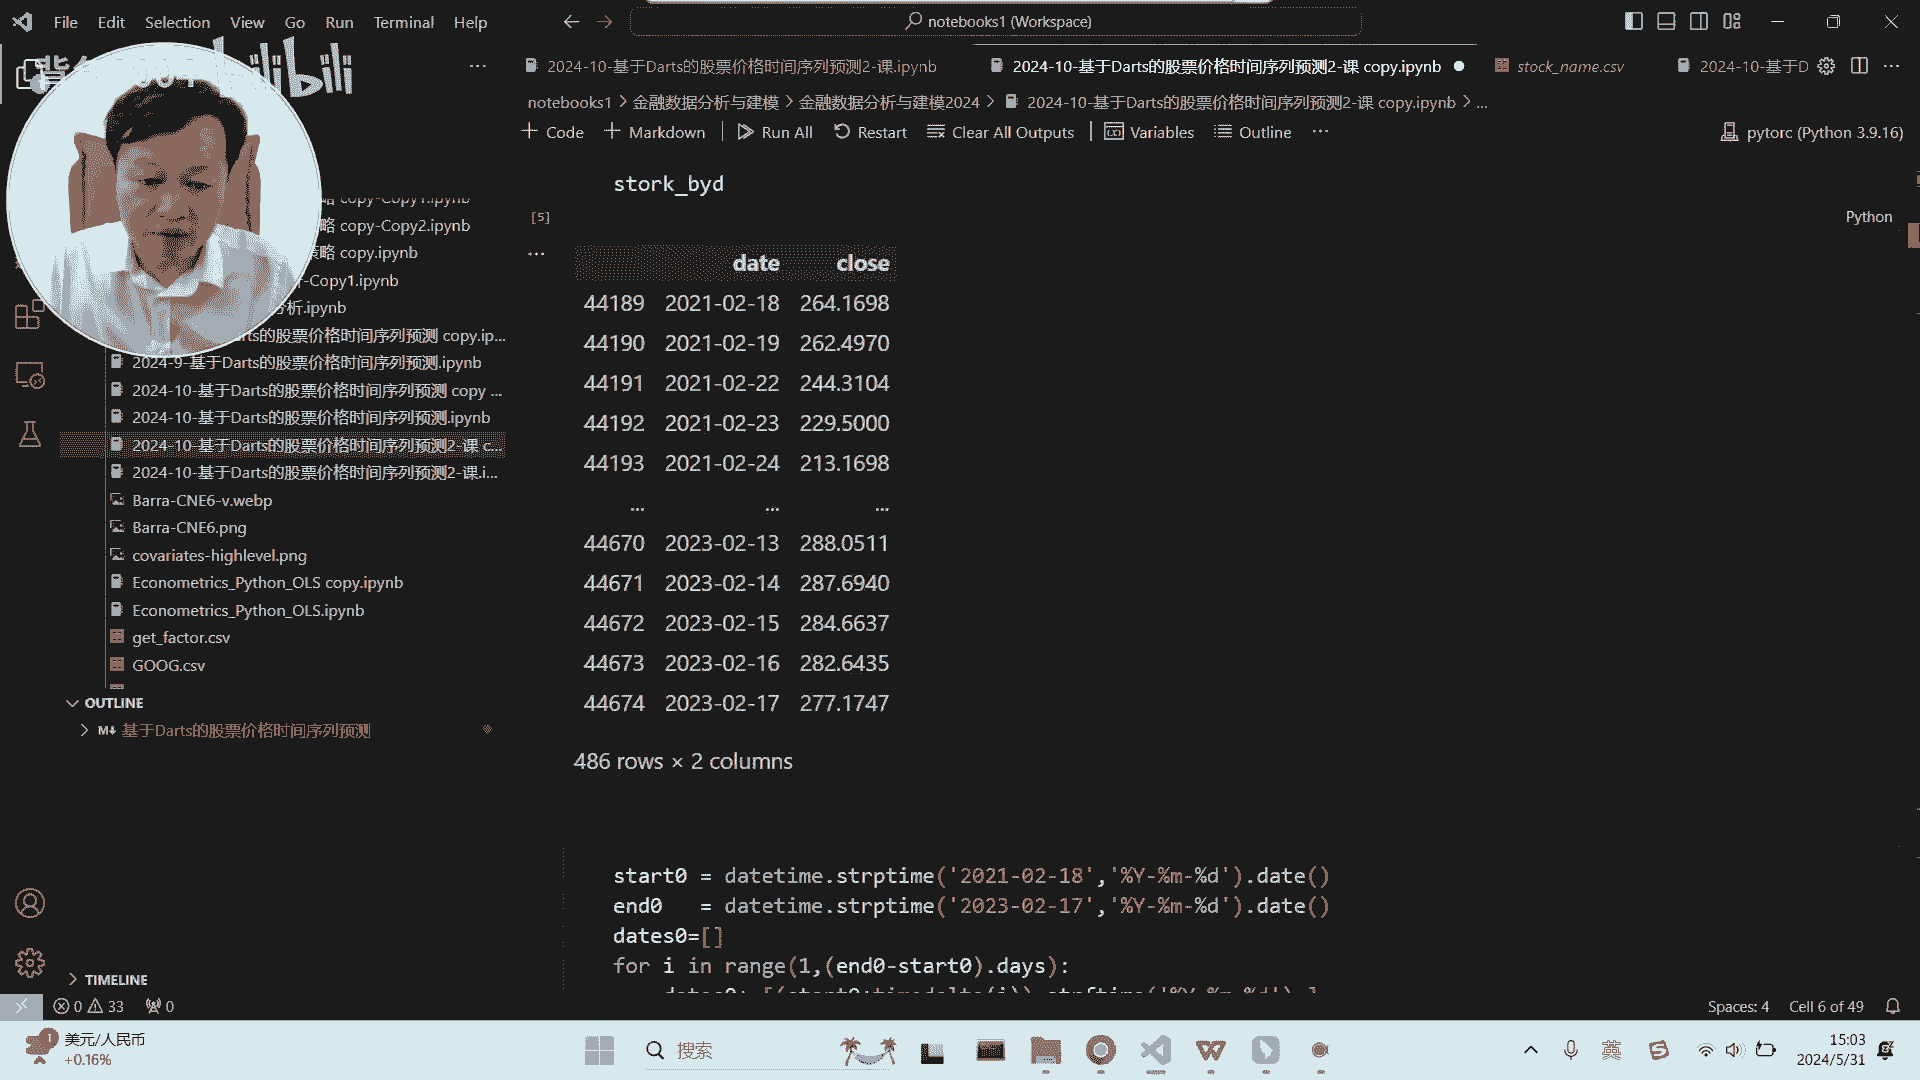 File Edit Selection View Go Run Terminal Help
notebooks1 (Workspace)
bilibili
2024-10-基于Darts的股票价格时间序列预测2-课.ipynb
2024-10-基于Darts的股票价格时间序列预测2-课 copy.ipynb
stock_name.csv
2024-10-基于D
notebooks1 > 金融数据分析与建模 > 金融数据分析与建模2024 > 2024-10-基于Darts的股票价格时间序列预测2-课 copy.ipynb > ...
Code Markdown Run All Restart Clear All Outputs Variables Outline ...
pytorc (Python 3.9.16)
略 copy-Copy1.ipynb
略 copy-Copy2.ipynb
策略 copy.ipynb
-Copy1.ipynb
分析.ipynb
rts的股票价格时间序列预测 copy.ip...
2024-9-基于Darts的股票价格时间序列预测.ipynb
2024-10-基于Darts的股票价格时间序列预测 copy ...
2024-10-基于Darts的股票价格时间序列预测.ipynb
2024-10-基于Darts的股票价格时间序列预测2-课 c...
2024-10-基于Darts的股票价格时间序列预测2-课.i...
Barra-CNE6-v.webp
Barra-CNE6.png
covariates-highlevel.png
Econometrics_Python_OLS copy.ipynb
Econometrics_Python_OLS.ipynb
get_factor.csv
GOOG.csv
OUTLINE
M↓ 基于Darts的股票价格时间序列预测
TIMELINE
stork_byd
[5]
Python
date close
44189 2021-02-18 264.1698
44190 2021-02-19 262.4970
44191 2021-02-22 244.3104
44192 2021-02-23 229.5000
44193 2021-02-24 213.1698
... ... ...
44670 2023-02-13 288.0511
44671 2023-02-14 287.6940
44672 2023-02-15 284.6637
44673 2023-02-16 282.6435
44674 2023-02-17 277.1747
486 rows × 2 columns
start0 = datetime.strptime('2021-02-18','%Y-%m-%d').date()
end0 = datetime.strptime('2023-02-17','%Y-%m-%d').date()
dates0=[]
for i in range(1,(end0-start0).days):
0 33 0
Spaces: 4 Cell 6 of 49
1 美元/人民币
+0.16%
搜索
英
15:03
2024/5/31